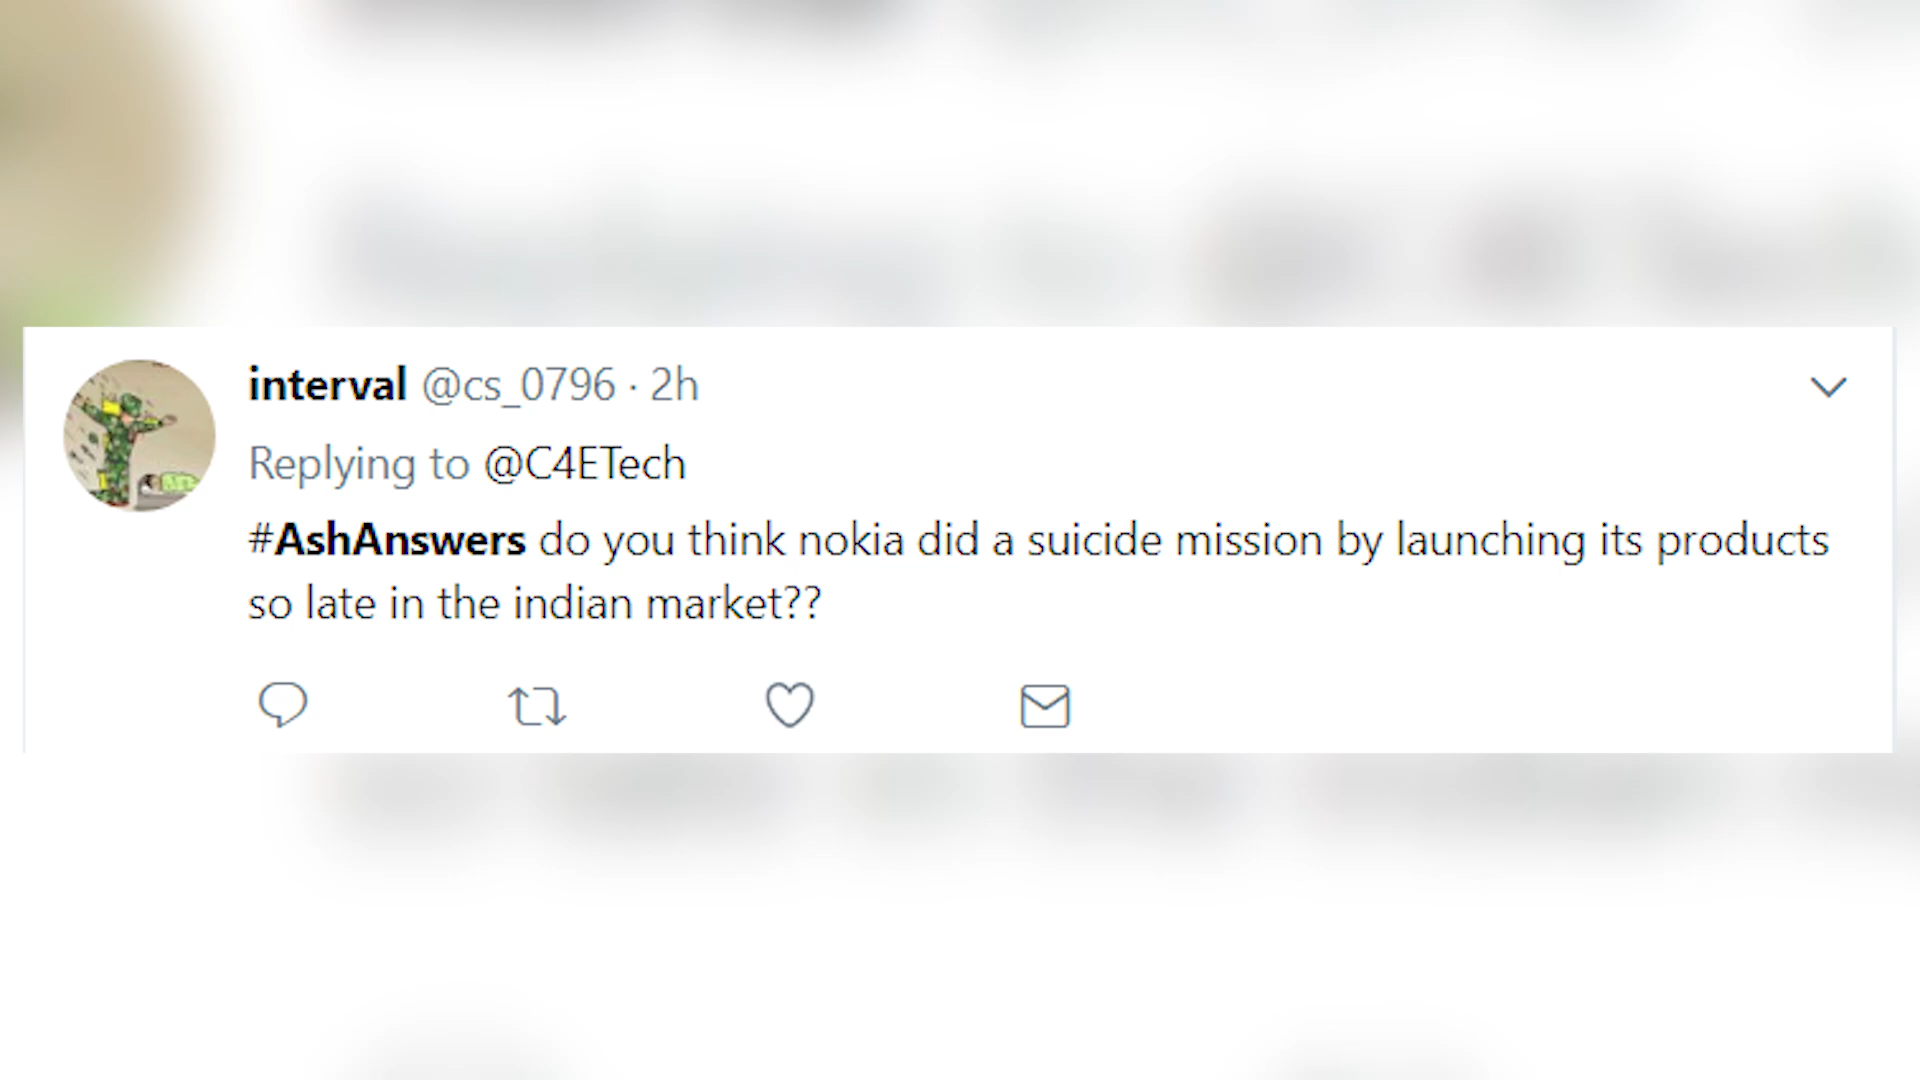 interval @cs_0796 · 2h
Replying to @C4ETech
#AshAnswers do you think nokia did a suicide mission by launching its products
so late in the indian market??